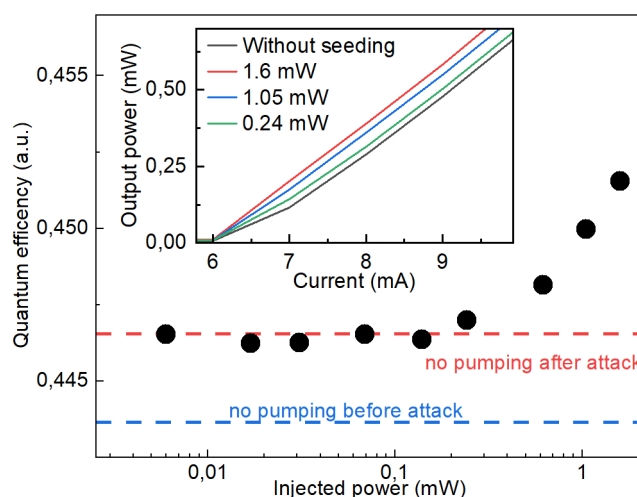 Without seeding
1.6 mW
1.05 mW
0.24 mW
Output power (mW)
0,50
0,25
0,00
6 7 8 9
Current (mA)
Quantum efficency (a.u.)
0,455
0,450
0,445
no pumping after attack
no pumping before attack
0,01 0,1 1
Injected power (mW)